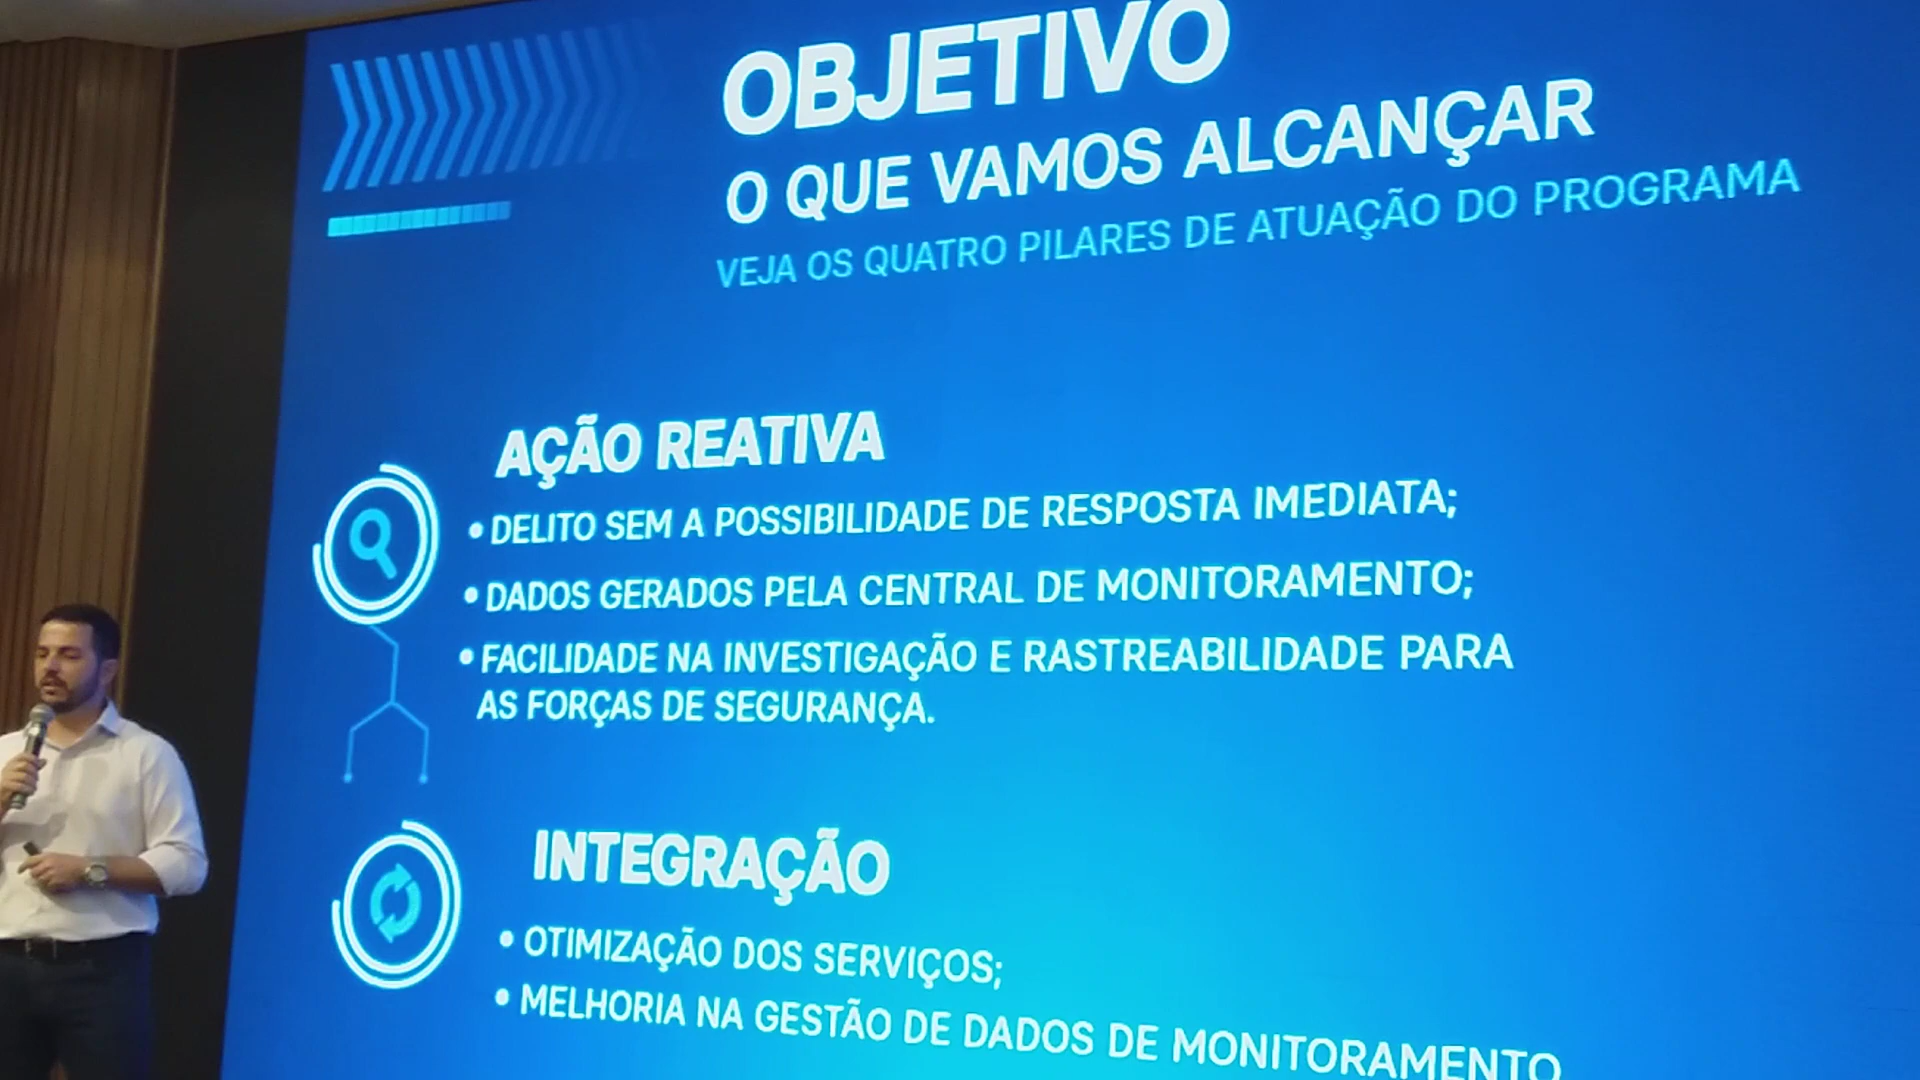 OBJETIVO
O QUE VAMOS ALCANÇAR
VEJA OS QUATRO PILARES DE ATUAÇÃO DO PROGRAMA
AÇÃO REATIVA
• DELITO SEM A POSSIBILIDADE DE RESPOSTA IMEDIATA;
• DADOS GERADOS PELA CENTRAL DE MONITORAMENTO;
• FACILIDADE NA INVESTIGAÇÃO E RASTREABILIDADE PARA
AS FORÇAS DE SEGURANÇA.
INTEGRAÇÃO
• OTIMIZAÇÃO DOS SERVIÇOS;
• MELHORIA NA GESTÃO DE DADOS DE MONITORAMENTO